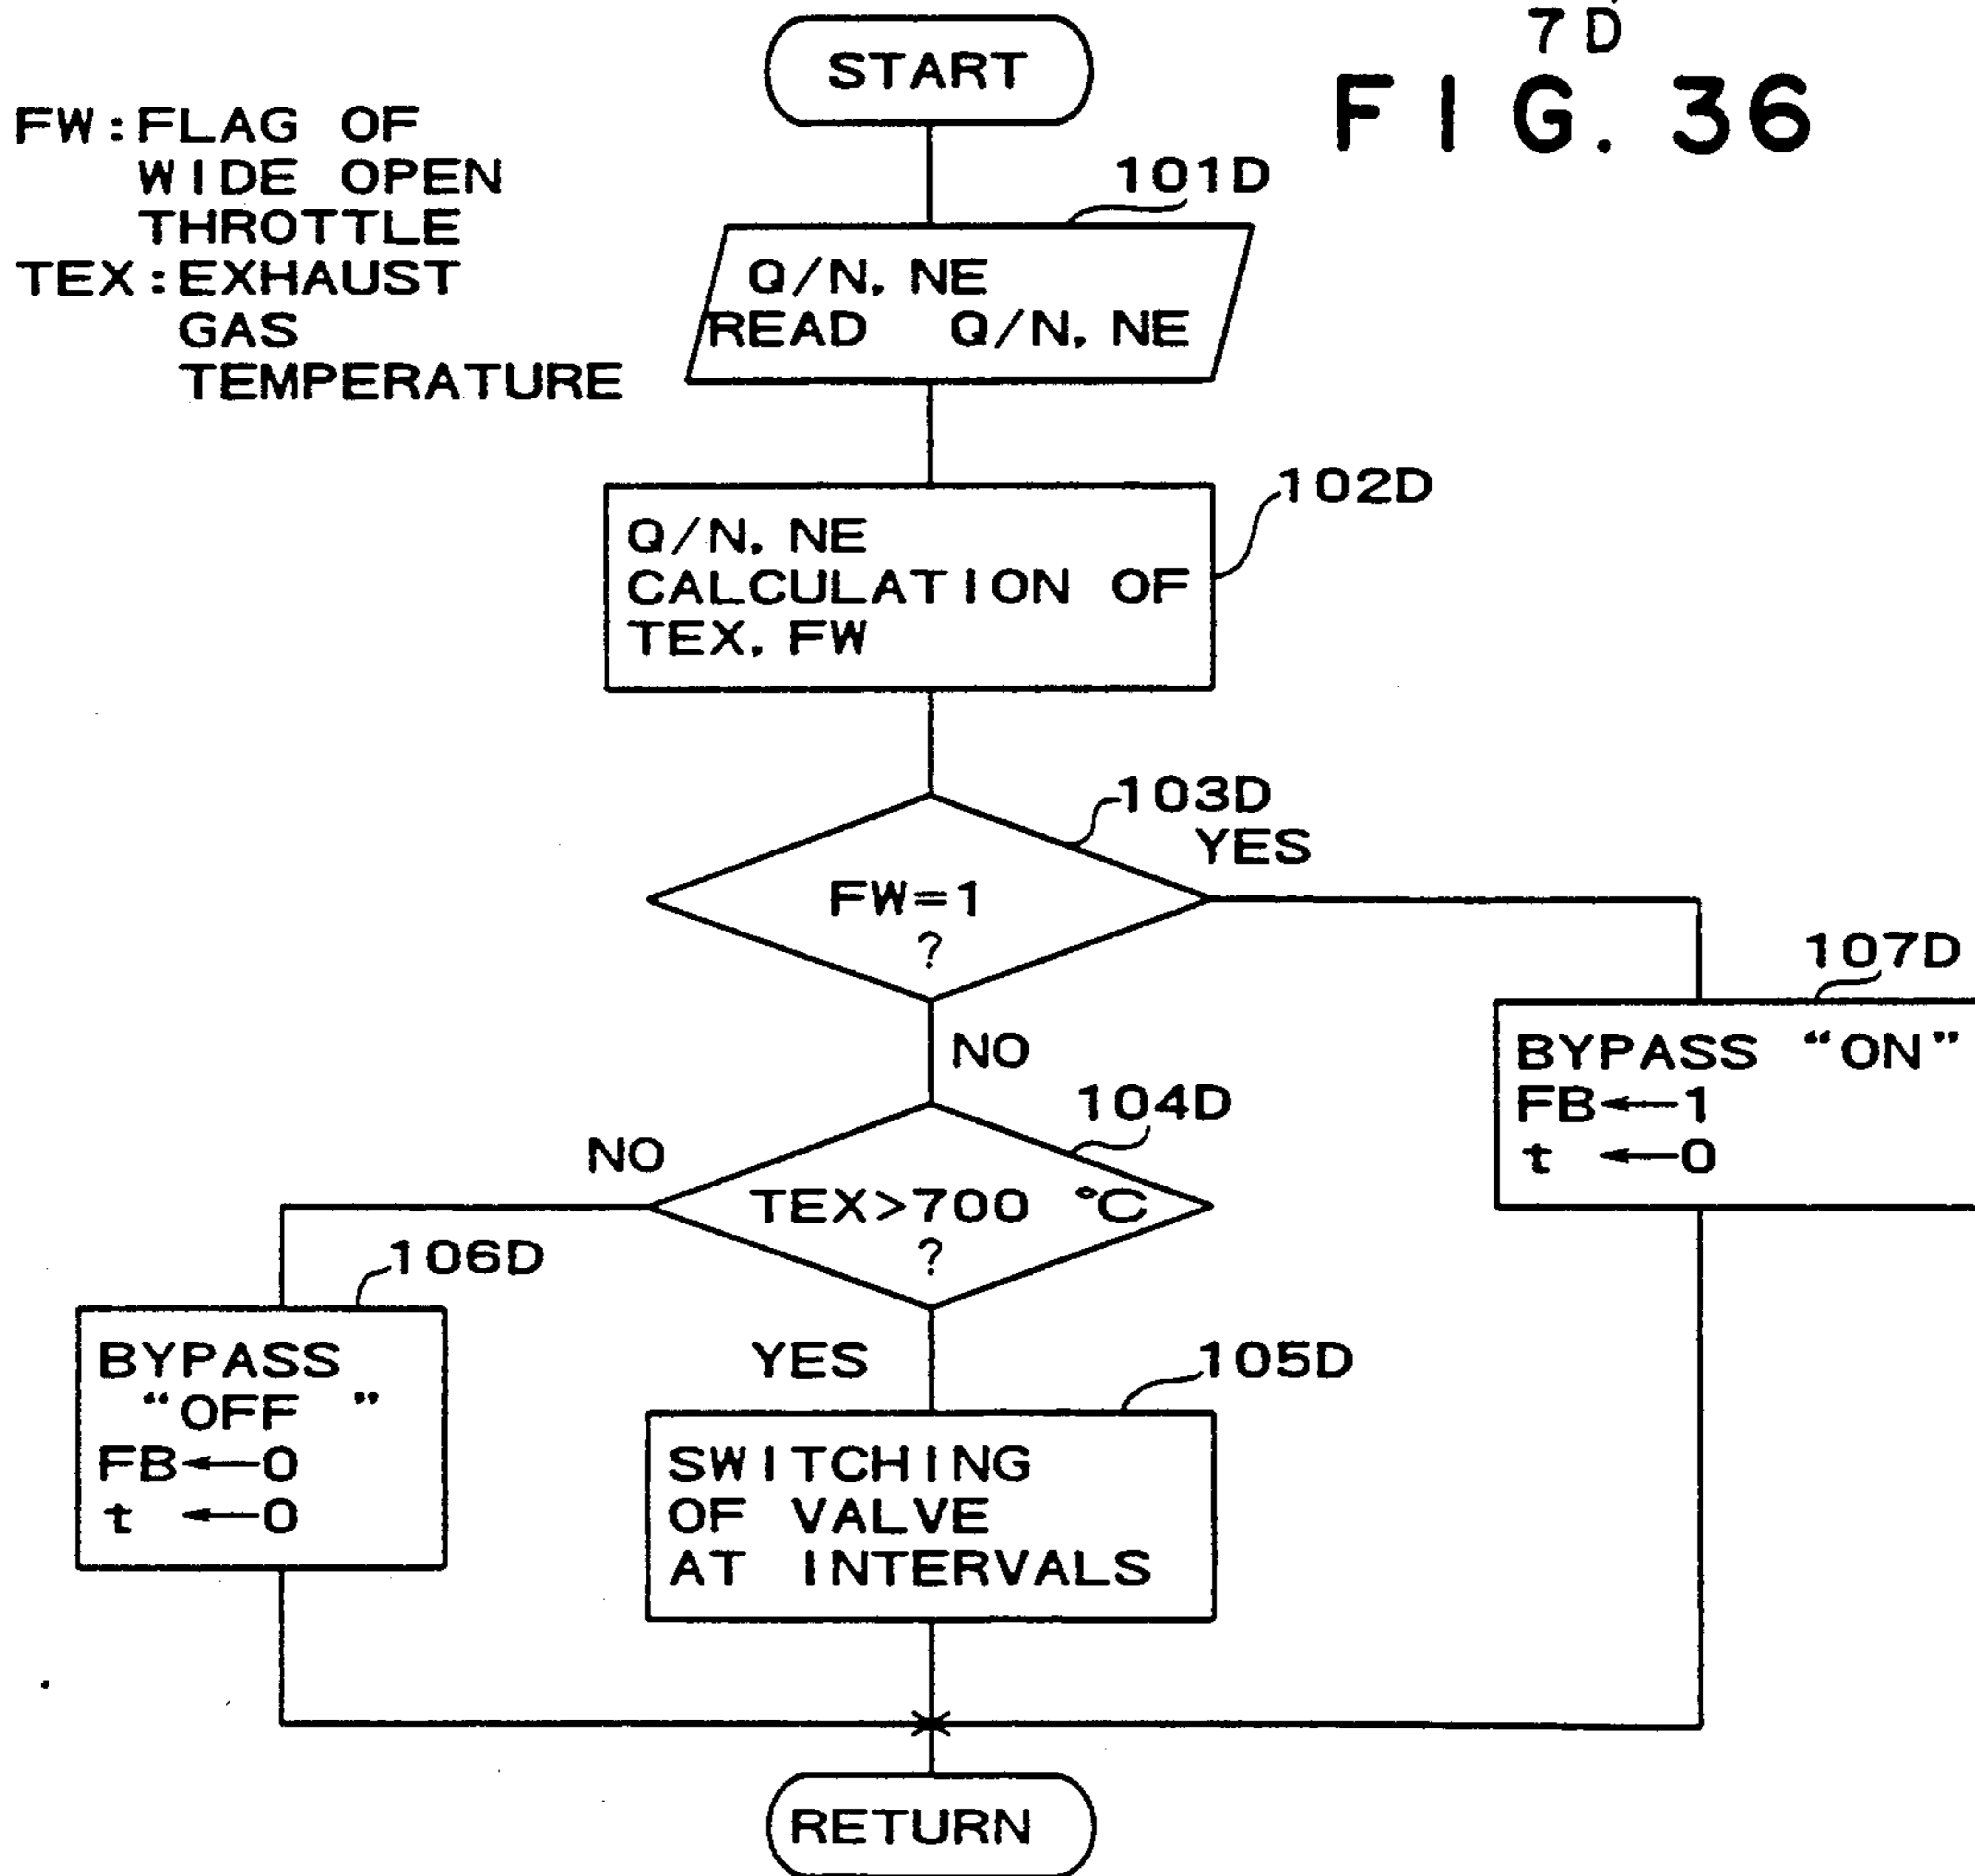 7D
FIG. 36
START
FW:FLAG OF
WIDE OPEN
THROTTLE
TEX:EXHAUST
GAS
TEMPERATURE
101D
Q/N, NE
READ Q/N, NE
102D
Q/N, NE
CALCULATION OF
TEX, FW
103D
YES
FW=1
?
NO
107D
BYPASS “ON”
FB←1
t ←0
104D
NO
TEX>700 °C
?
106D
BYPASS
“OFF ”
FB←0
t ←0
YES
105D
SWITCHING
OF VALVE
AT INTERVALS
RETURN